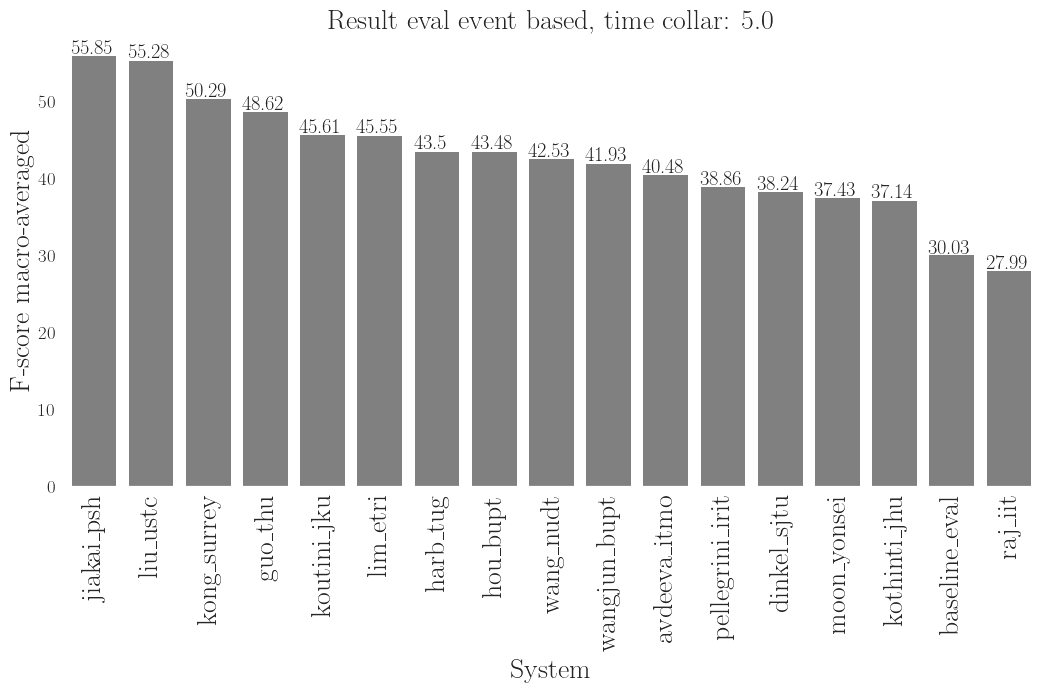 Result eval event based, time collar: 5.0
F-score macro-averaged
50
40
30
20
10
0
55.85
55.28
50.29
48.62
45.61
45.55
43.5
43.48
42.53
41.93
40.48
38.86
38.24
37.43
37.14
30.03
27.99
jiakai_psh
liu_ustc
kong_surrey
guo_thu
koutini_jku
lim_etri
harb_tug
hou_bupt
wang_nudt
wangjun_bupt
avdeeva_itmo
pellegrini_irit
dinkel_sjtu
moon_yonsei
kothinti_jhu
baseline_eval
raj_iit
System